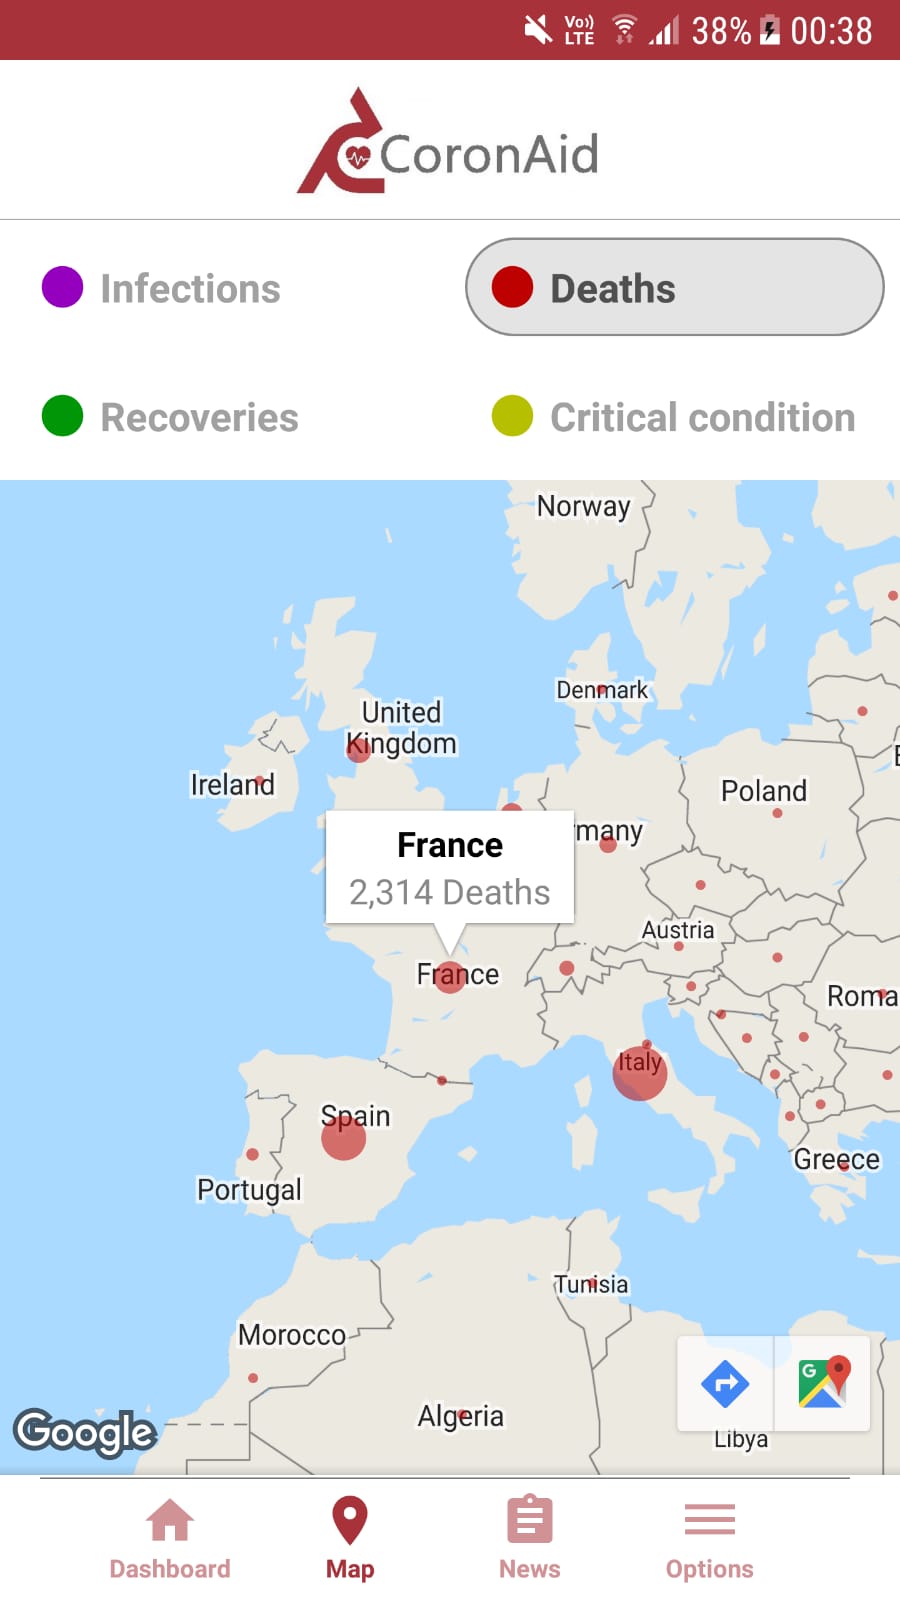 Vo)) LTE 38% 00:38
CoronAid
Infections
Deaths
Recoveries
Critical condition
Norway
Denmark
United
Kingdom
Ireland
Poland
many
France
2,314 Deaths
Austria
France
Roma
Italy
Spain
Greece
Portugal
Tunisia
Morocco
Algeria
G
Google
Libya
Dashboard
Map
News
Options